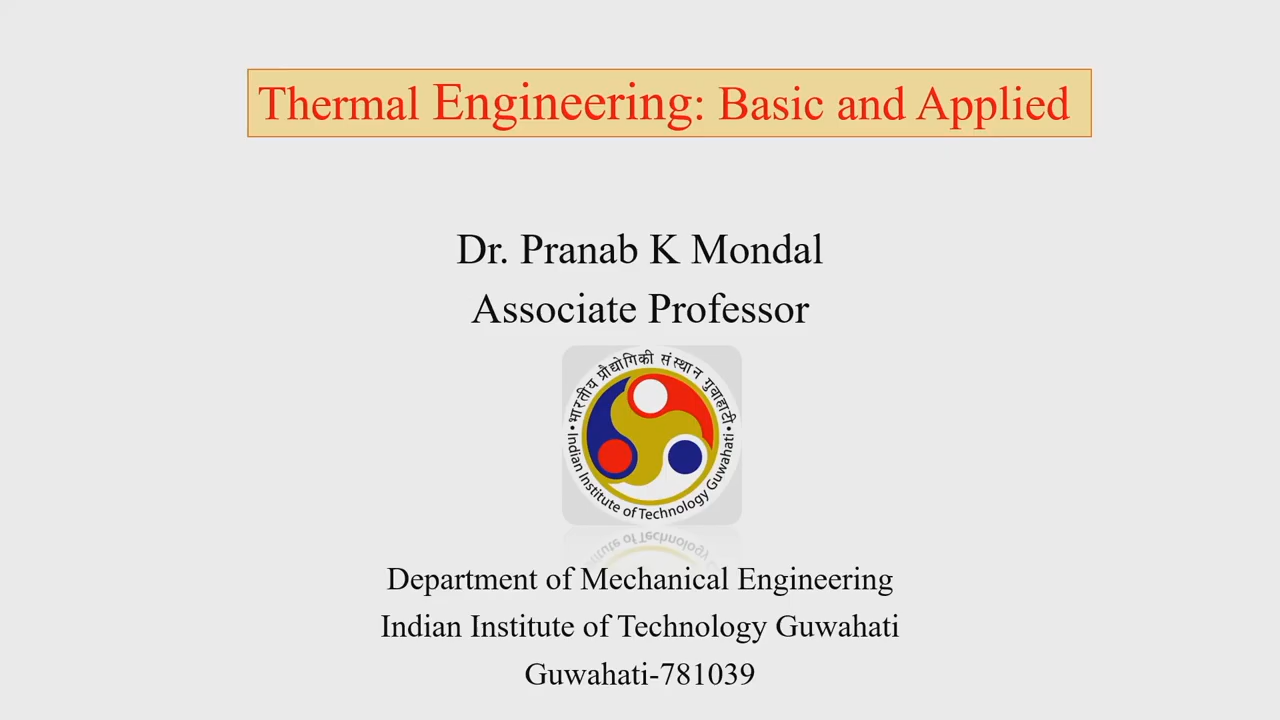 Thermal Engineering: Basic and Applied
Dr. Pranab K Mondal
Associate Professor
भारतीय प्रौद्योगिकी संस्थान गुवाहाटी
Indian Institute of Technology Guwahati
Department of Mechanical Engineering
Indian Institute of Technology Guwahati
Guwahati-781039